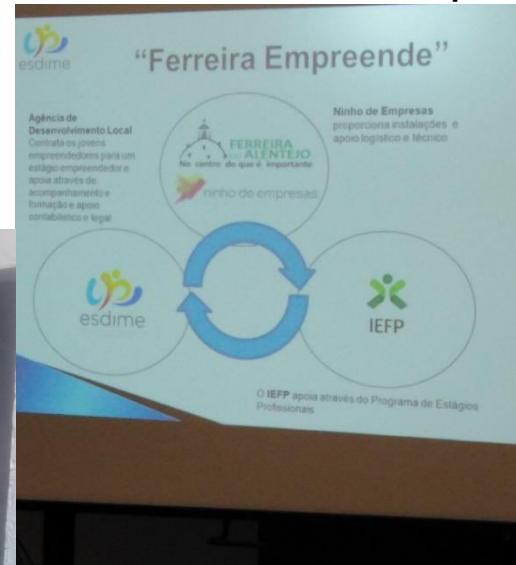 esdime
“Ferreira Empreende”
Agência de
Desenvolvimento Local
Contrata os jovens
empreendedores para um
estágio empreendedor e
apoia através de
acompanhamento e
formação e apoio
contabilístico e legal
FERREIRA
DO ALENTEJO
No centro do que é importante
ninho de empresas
Ninho de Empresas
proporciona instalações e
apoio logístico e técnico
esdime
IEFP
O IEFP apoia através do Programa de Estágios
Profissionais